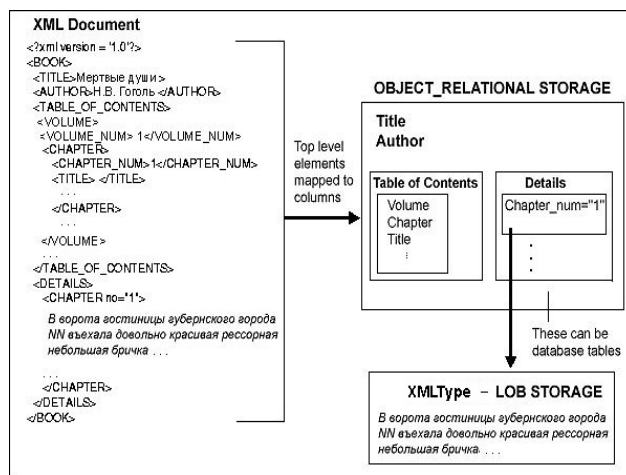 XML Document
<?xml version = '1.0'?>
<BOOK>
<TITLE>Мертвые души>
<AUTHOR>Н.В. Гоголь </AUTHOR>
<TABLE_OF_CONTENTS>
<VOLUME>
<VOLUME_NUM> 1</VOLUME_NUM>
<CHAPTER>
<CHAPTER_NUM>1</CHAPTER_NUM>
<TITLE> </TITLE>
. . .
</CHAPTER>
. . .
</VOLUME>
. . .
</TABLE_OF_CONTENTS>
<DETAILS>
<CHAPTER no="1">
В ворота гостиницы губернского города
NN въехала довольно красивая рессорная
небольшая бричка . . .
. . .
</CHAPTER>
</DETAILS>
</BOOK>
Top level
elements
mapped to
columns
OBJECT_RELATIONAL STORAGE
Title
Author
Table of Contents
Volume
Chapter
Title
Details
Chapter_num="1"
These can be
database tables
XMLType – LOB STORAGE
В ворота гостиницы губернского города
NN въехала довольно красивая рессорная
небольшая бричка . . .